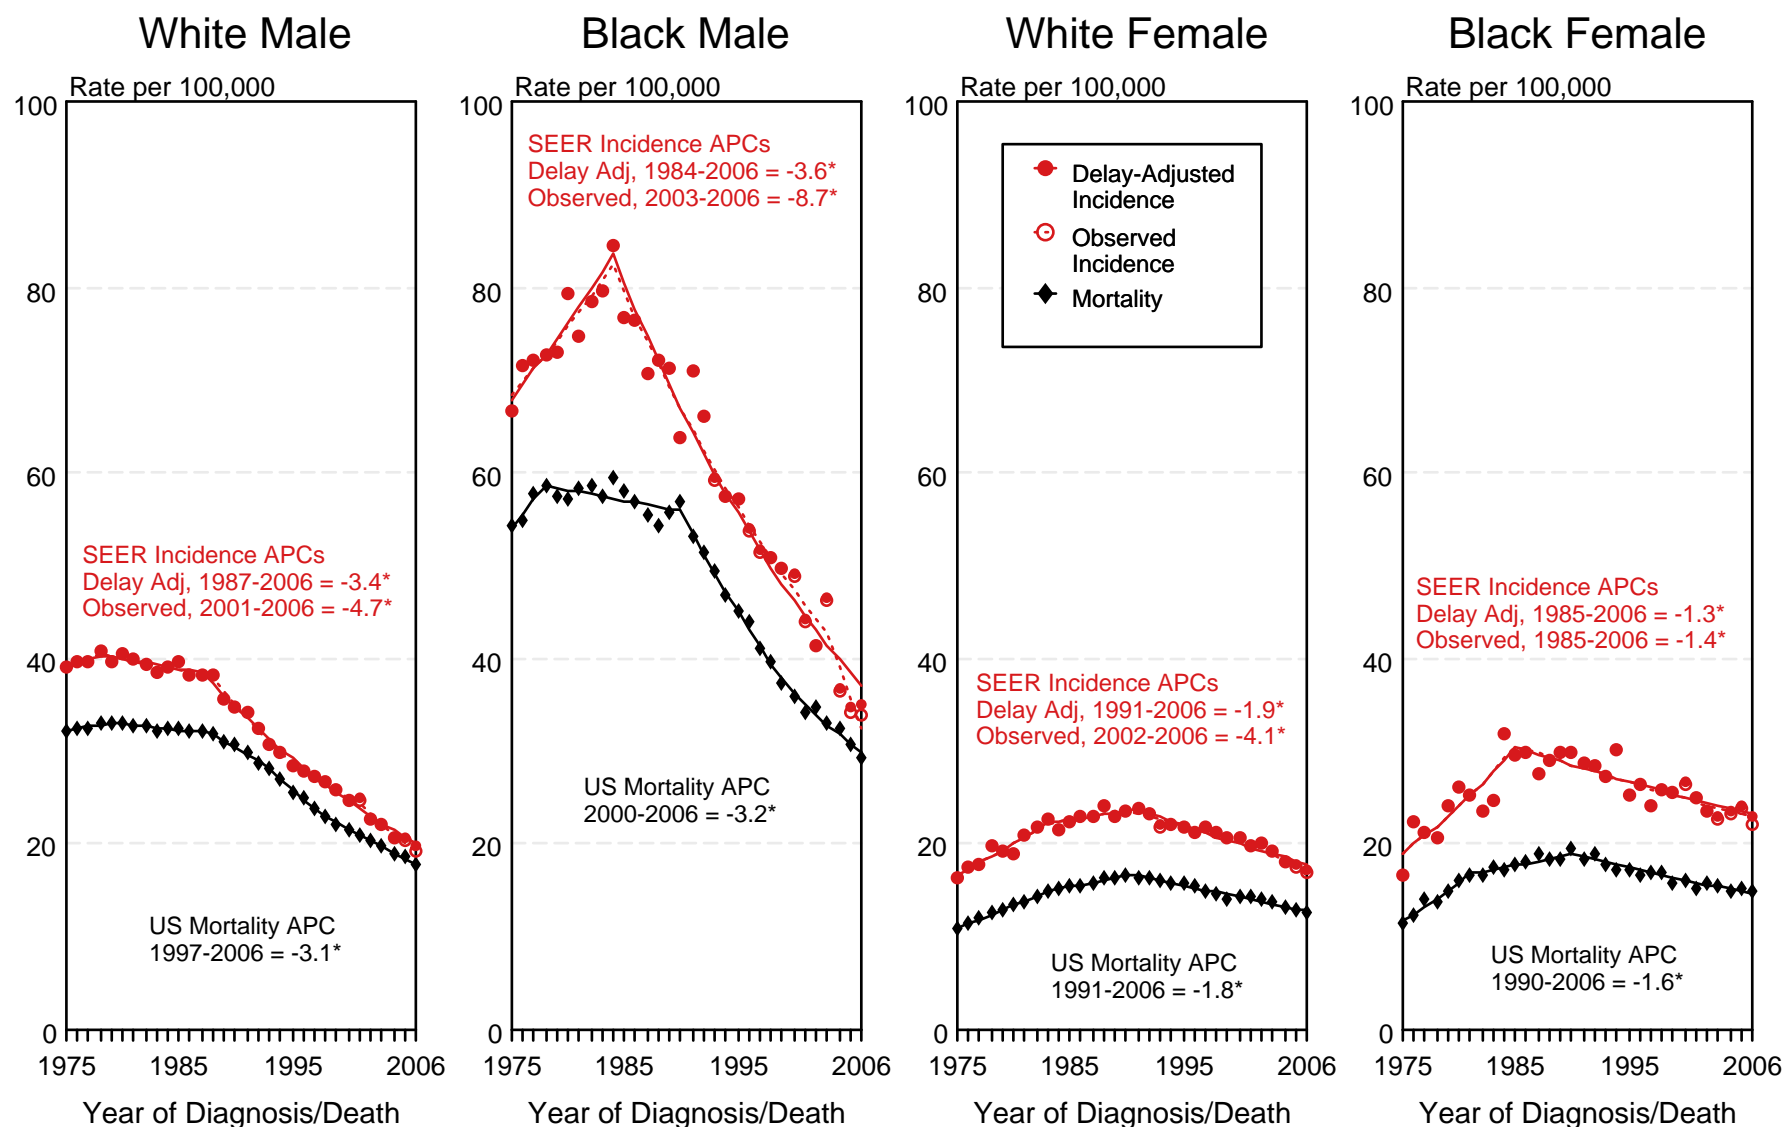 White Male
Black Male
White Female
Black Female
Rate per 100,000
100
80
60
40
20
0
SEER Incidence APCs
Delay Adj, 1987-2006 = -3.4*
Observed, 2001-2006 = -4.7*
US Mortality APC
1997-2006 = -3.1*
1975
1985
1995
2006
Year of Diagnosis/Death
Rate per 100,000
100
80
60
40
20
0
SEER Incidence APCs
Delay Adj, 1984-2006 = -3.6*
Observed, 2003-2006 = -8.7*
US Mortality APC
2000-2006 = -3.2*
1975
1985
1995
2006
Year of Diagnosis/Death
Rate per 100,000
100
80
60
40
20
0
Delay-Adjusted
Incidence
Observed
Incidence
Mortality
SEER Incidence APCs
Delay Adj, 1991-2006 = -1.9*
Observed, 2002-2006 = -4.1*
US Mortality APC
1991-2006 = -1.8*
1975
1985
1995
2006
Year of Diagnosis/Death
Rate per 100,000
100
80
60
40
20
0
SEER Incidence APCs
Delay Adj, 1985-2006 = -1.3*
Observed, 1985-2006 = -1.4*
US Mortality APC
1990-2006 = -1.6*
1975
1985
1995
2006
Year of Diagnosis/Death